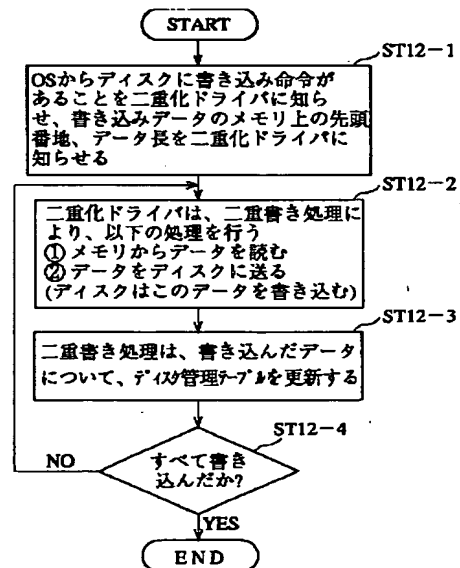 START
ST12-1
OSからディスクに書き込み命令が
あることを二重化ドライバに知ら
せ、書き込みデータのメモリ上の先頭
番地、データ長を二重化ドライバに
知らせる
ST12-2
二重化ドライバは、二重書き処理に
より、以下の処理を行う
①メモリからデータを読む
②データをディスクに送る
(ディスクはこのデータを書き込む)
ST12-3
二重書き処理は、書き込んだデータ
について、ディスク管理テーブルを更新する
ST12-4
すべて書き
込んだか?
NO
YES
END